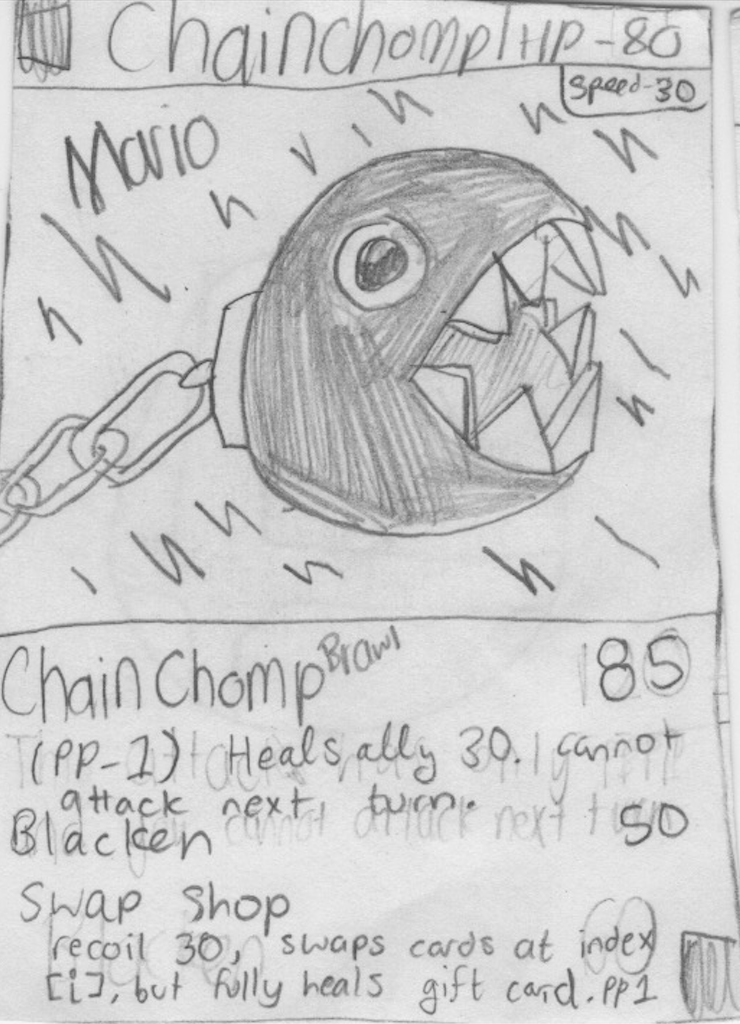 Chainchomp HP-80
Speed-30
Mario
Chain Chomp Brawl 85
(PP-1) Heals ally 30. I cannot
attack next turn.
Blacken 50
Swap Shop
recoil 30, swaps cards at index
[i], but fully heals gift card. PP1